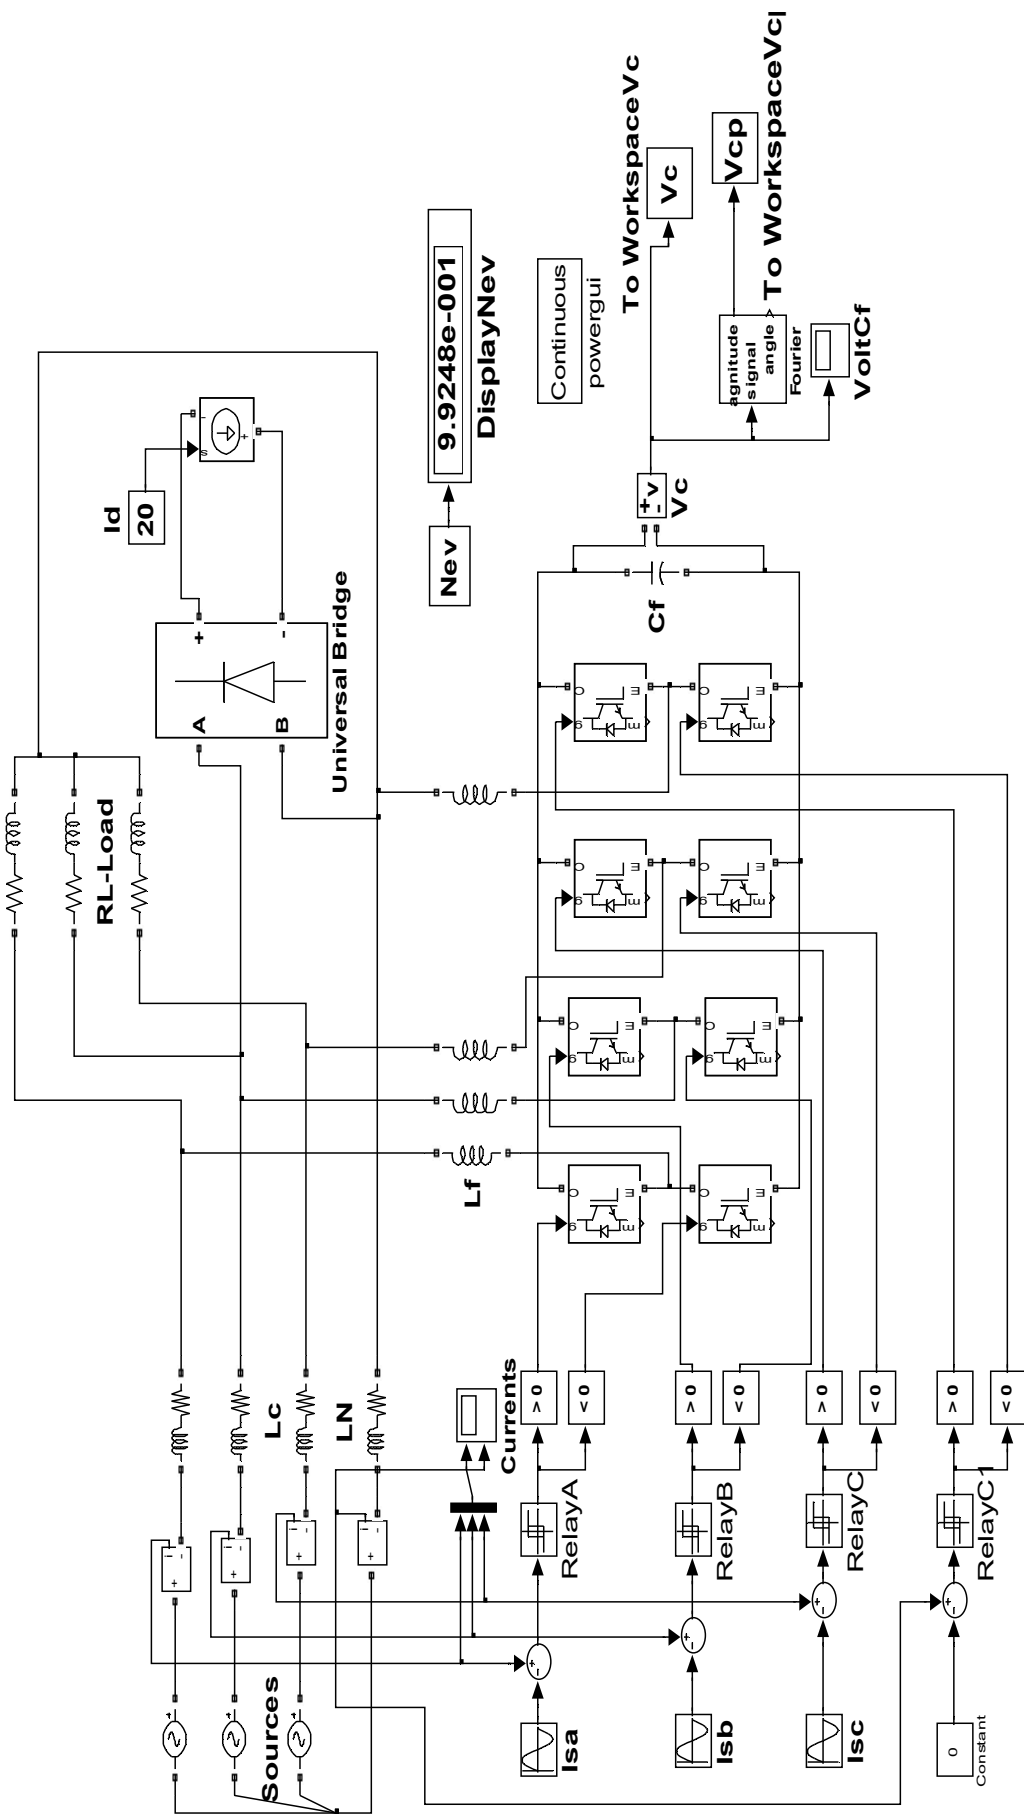 RL-Load
Id
20
s
-
+
A
B
+
-
Universal Bridge
+
i
-
+
i
-
+
i
-
+
i
-
Sources
Lc
LN
Lf
Nev
9.9248e-001
DisplayNev
Currents
Isa
RelayA
> 0
< 0
Isb
RelayB
> 0
< 0
Isc
RelayC
> 0
< 0
0
Constant
RelayC1
> 0
< 0
g
C
m
E
g
C
m
E
g
C
m
E
g
C
m
E
g
C
m
E
g
C
m
E
g
C
m
E
g
C
m
E
Cf
+
-
v
Vc
Continuous
powergui
To WorkspaceVc
Vc
Vcp
To WorkspaceVc
agnitude
signal
angle
Fourier
VoltCf